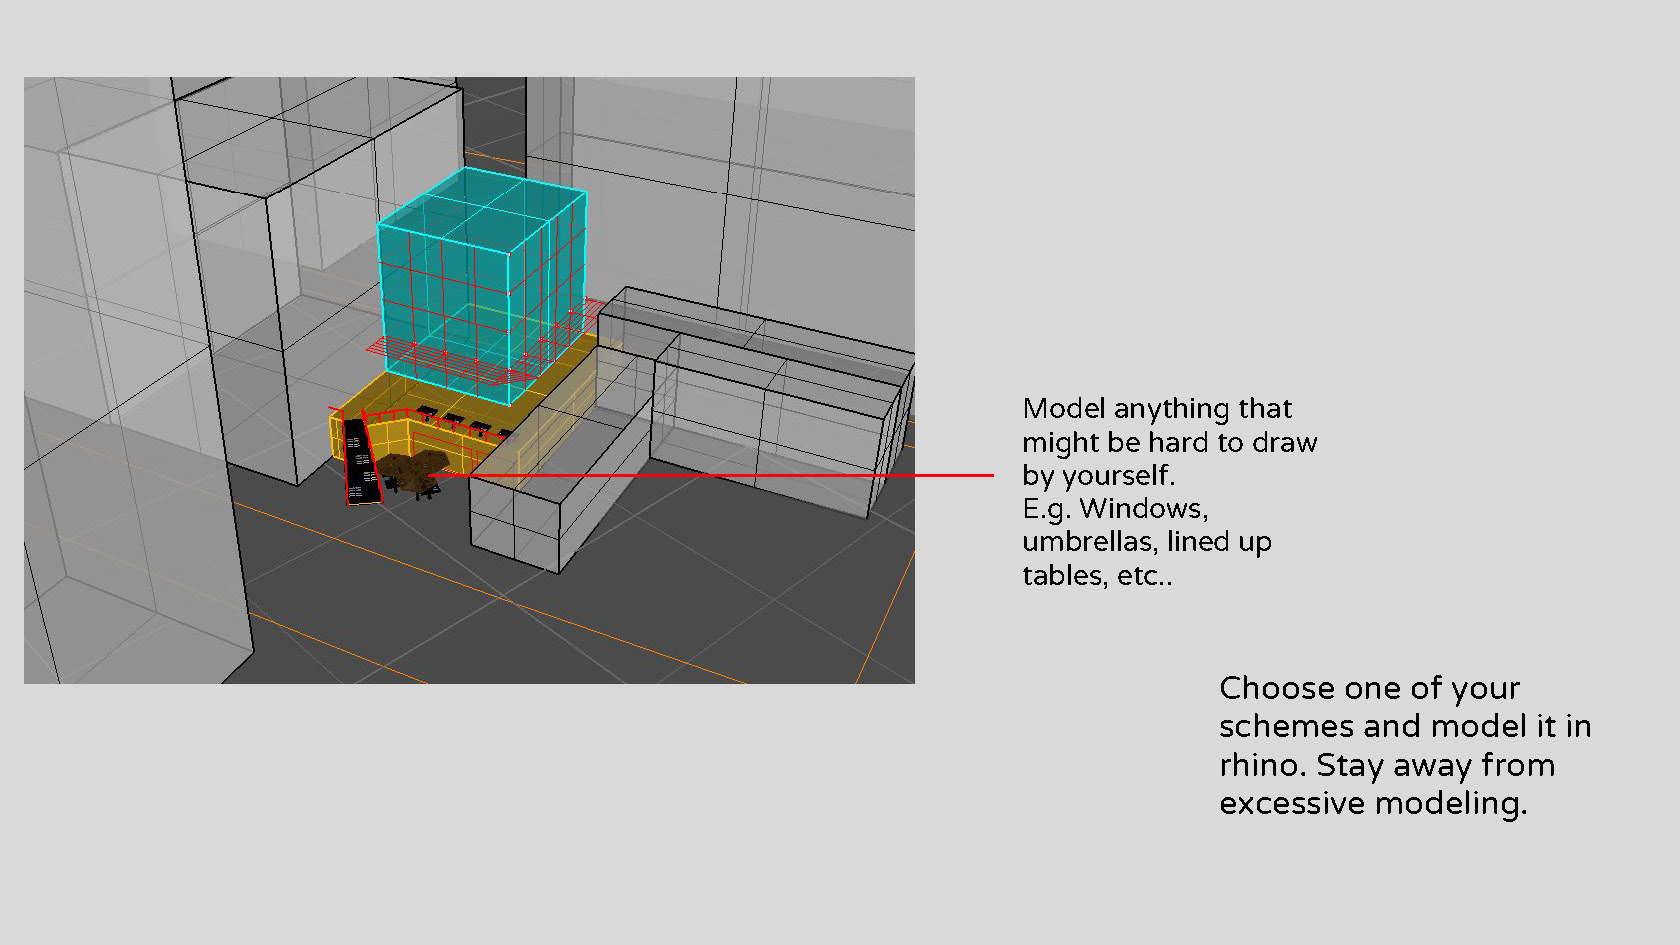 Model anything that
might be hard to draw
by yourself.
E.g. Windows,
umbrellas, lined up
tables, etc..
Choose one of your
schemes and model it in
rhino. Stay away from
excessive modeling.